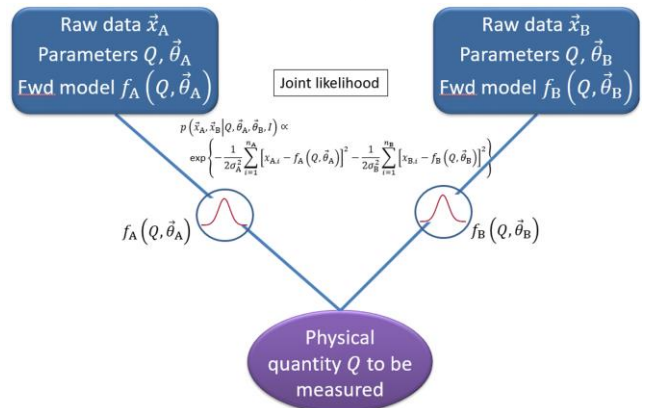 Raw data x⃗_A
Parameters Q, θ⃗_A
Fwd model f_A(Q, θ⃗_A)
Raw data x⃗_B
Parameters Q, θ⃗_B
Fwd model f_B(Q, θ⃗_B)
Joint likelihood
p(x⃗_A, x⃗_B|Q, θ⃗_A, θ⃗_B, I) ∝
exp{−1/(2σ_A²) ∑_{i=1}^{n_A} [x_{A,i} − f_A(Q, θ⃗_A)]² − 1/(2σ_B²) ∑_{i=1}^{n_B} [x_{B,i} − f_B(Q, θ⃗_B)]²}
f_A(Q, θ⃗_A)
f_B(Q, θ⃗_B)
Physical
quantity Q to be
measured